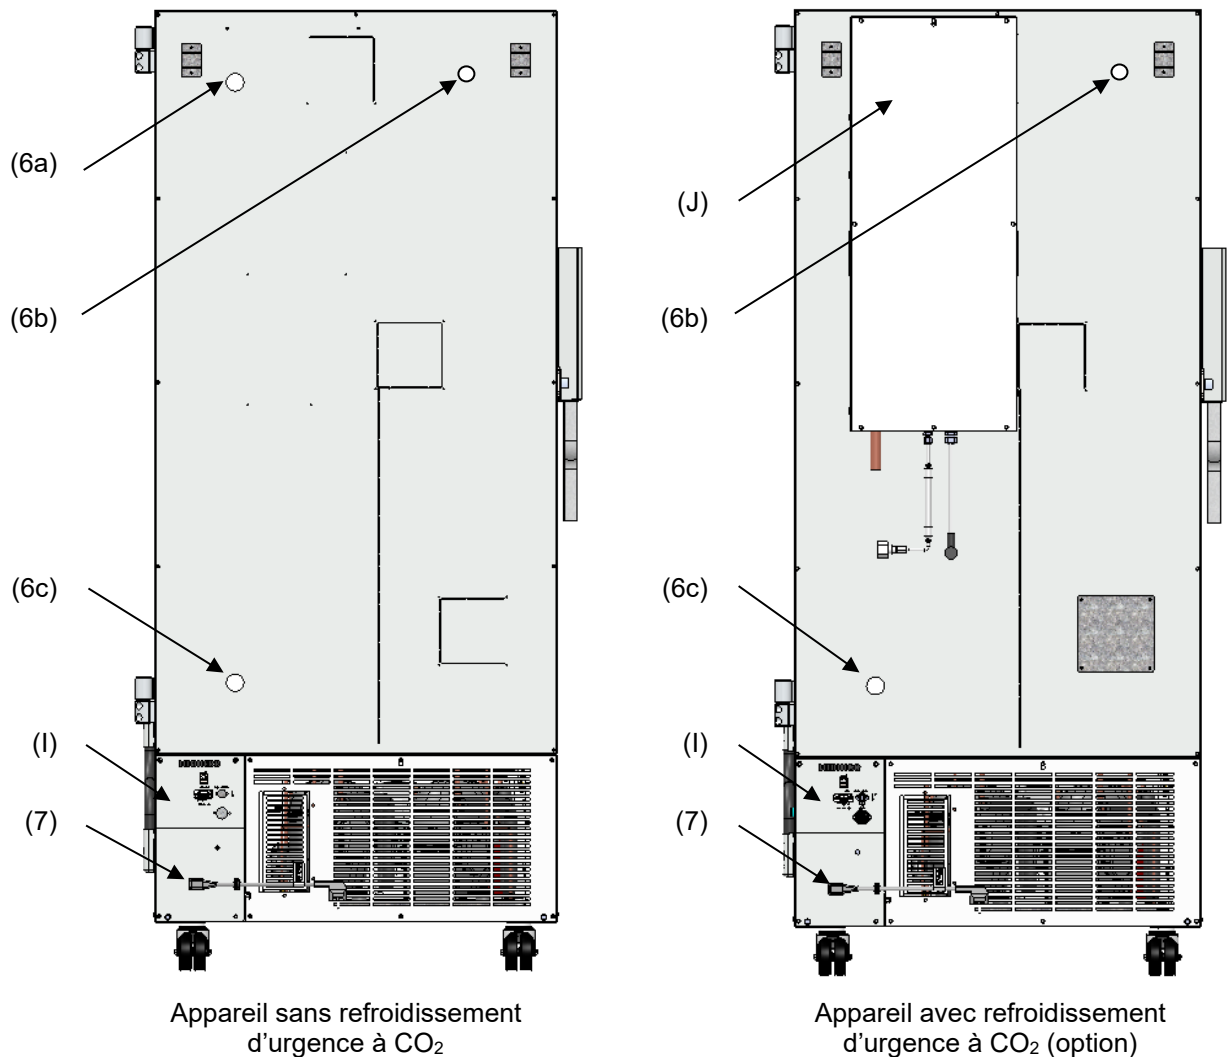 (6a)
(6b)
(6c)
(I)
(7)
Appareil sans refroidissement
d’urgence à CO₂
(J)
(6b)
(6c)
(I)
(7)
Appareil avec refroidissement
d’urgence à CO₂ (option)